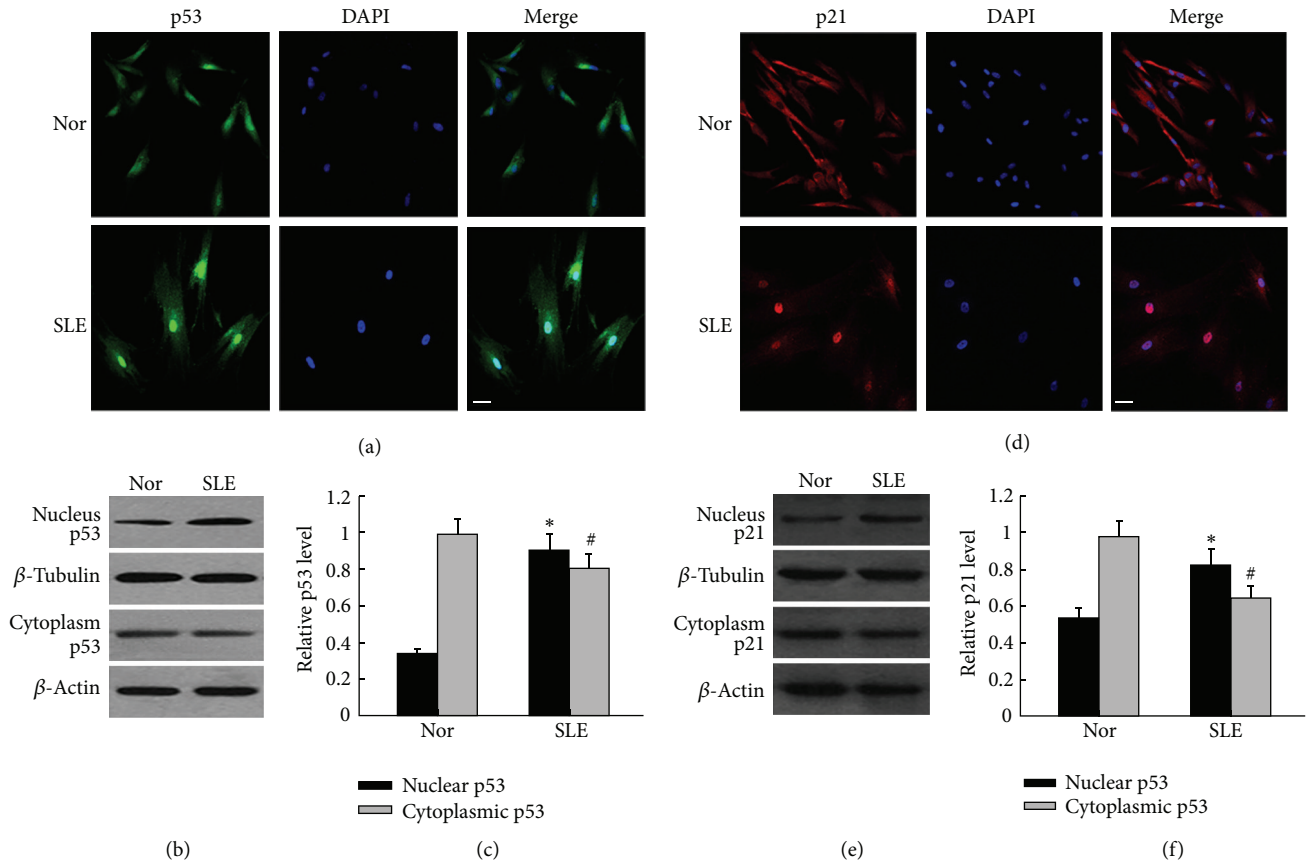 p53 DAPI Merge
Nor
SLE
(a)
p21 DAPI Merge
Nor
SLE
(d)
Nor SLE
Nucleus
p53
β-Tubulin
Cytoplasm
p53
β-Actin
(b)
Relative p53 level
1.2
1
0.8
0.6
0.4
0.2
0
*
#
Nor SLE
Nuclear p53
Cytoplasmic p53
(c)
Nor SLE
Nucleus
p21
β-Tubulin
Cytoplasm
p21
β-Actin
(e)
Relative p21 level
1.2
1
0.8
0.6
0.4
0.2
0
*
#
Nor SLE
Nuclear p53
Cytoplasmic p53
(f)